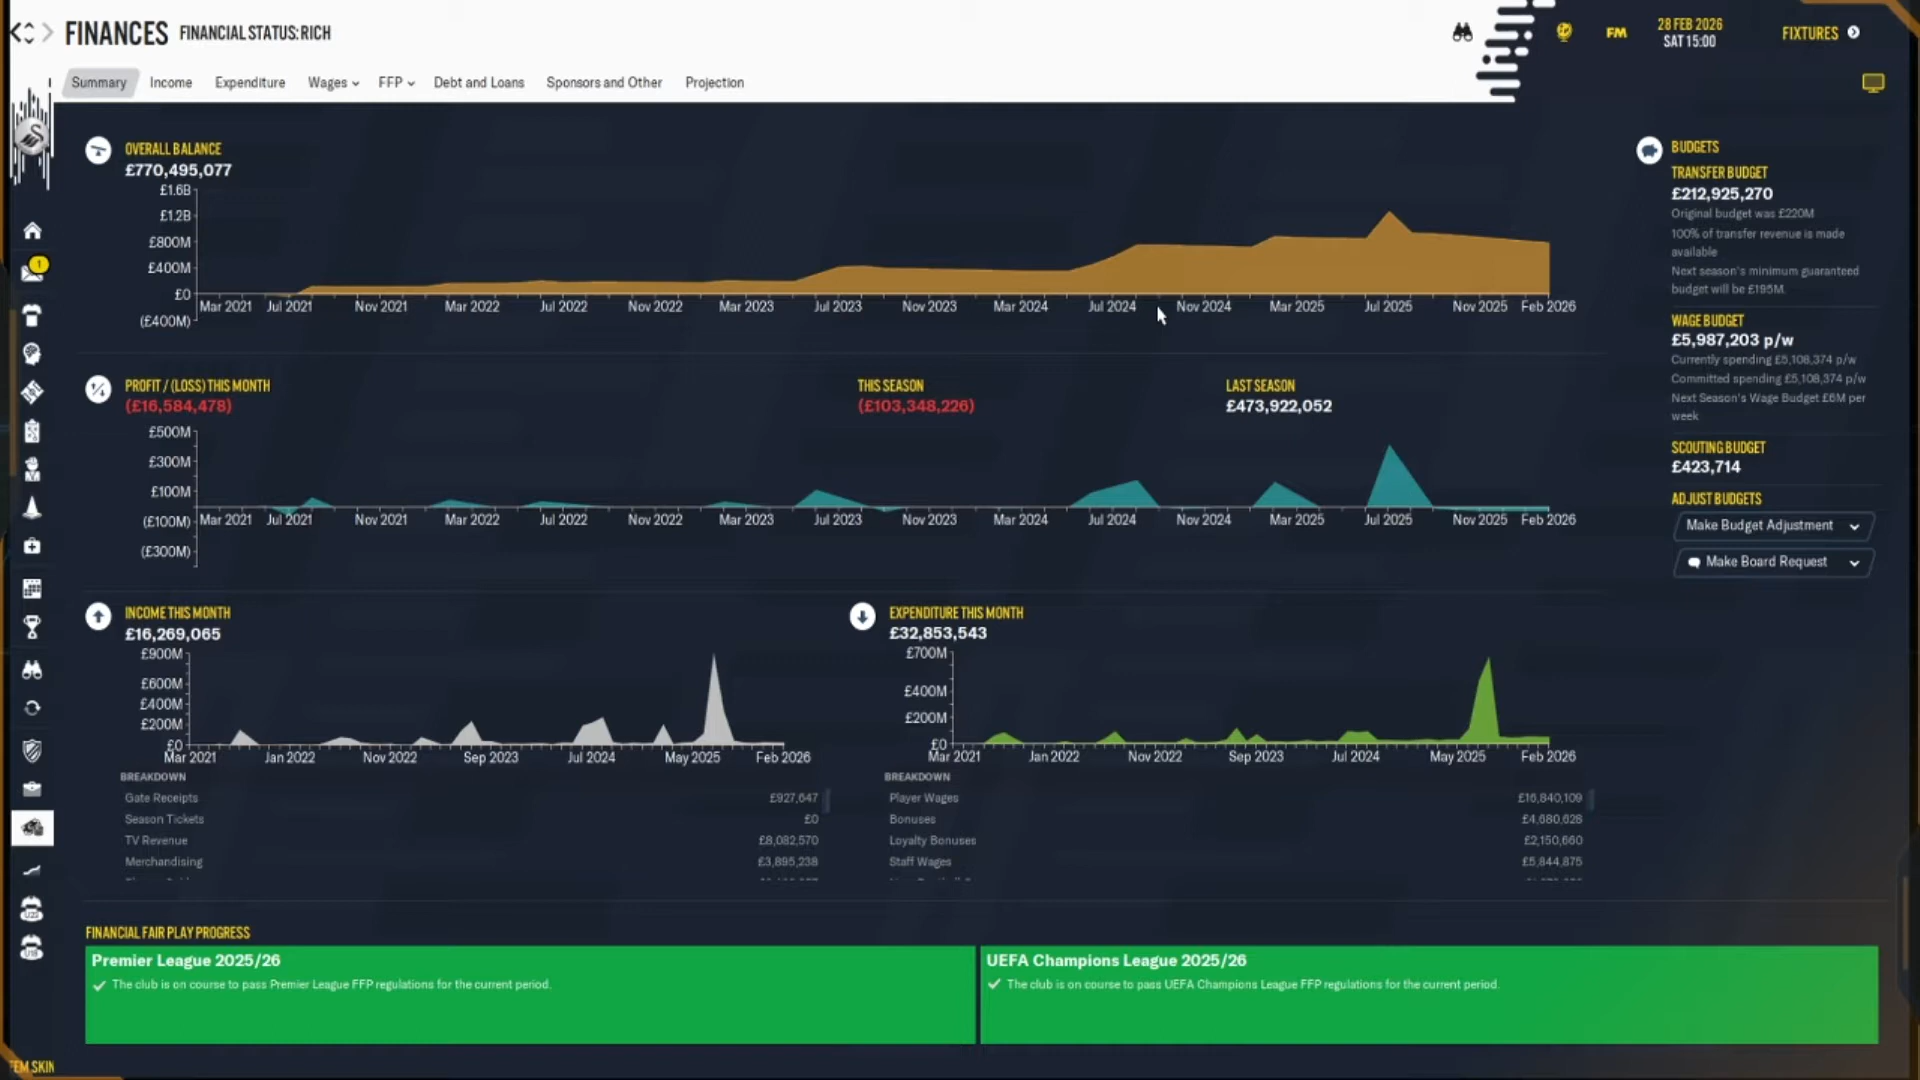 FINANCES FINANCIAL STATUS: RICH
FM
28 FEB 2026
SAT 15:00
FIXTURES
Summary Income Expenditure Wages FFP Debt and Loans Sponsors and Other Projection
1
OVERALL BALANCE
£770,495,077
£1.6B
£1.2B
£800M
£400M
£0
(£400M)
Mar 2021 Jul 2021 Nov 2021 Mar 2022 Jul 2022 Nov 2022 Mar 2023 Jul 2023 Nov 2023 Mar 2024 Jul 2024 Nov 2024 Mar 2025 Jul 2025 Nov 2025 Feb 2026
PROFIT / (LOSS) THIS MONTH
(£16,584,478)
THIS SEASON
(£103,348,226)
LAST SEASON
£473,922,052
£500M
£300M
£100M
(£100M)
(£300M)
Mar 2021 Jul 2021 Nov 2021 Mar 2022 Jul 2022 Nov 2022 Mar 2023 Jul 2023 Nov 2023 Mar 2024 Jul 2024 Nov 2024 Mar 2025 Jul 2025 Nov 2025 Feb 2026
INCOME THIS MONTH
£16,269,065
£900M
£600M
£400M
£200M
£0
Mar 2021 Jan 2022 Nov 2022 Sep 2023 Jul 2024 May 2025 Feb 2026
BREAKDOWN
Gate Receipts £927,647
Season Tickets £0
TV Revenue £8,082,570
Merchandising £3,895,238
EXPENDITURE THIS MONTH
£32,853,543
£700M
£400M
£200M
£0
Mar 2021 Jan 2022 Nov 2022 Sep 2023 Jul 2024 May 2025 Feb 2026
BREAKDOWN
Player Wages £16,840,109
Bonuses £4,680,628
Loyalty Bonuses £2,150,660
Staff Wages £5,844,875
BUDGETS
TRANSFER BUDGET
£212,925,270
Original budget was £220M
100% of transfer revenue is made
available
Next season's minimum guaranteed
budget will be £195M.
WAGE BUDGET
£5,987,203 p/w
Currently spending £5,108,374 p/w
Committed spending £5,108,374 p/w
Next Season's Wage Budget £6M per
week
SCOUTING BUDGET
£423,714
ADJUST BUDGETS
Make Budget Adjustment
Make Board Request
U23
U18
FINANCIAL FAIR PLAY PROGRESS
Premier League 2025/26
The club is on course to pass Premier League FFP regulations for the current period.
UEFA Champions League 2025/26
The club is on course to pass UEFA Champions League FFP regulations for the current period.
TEM SKIN